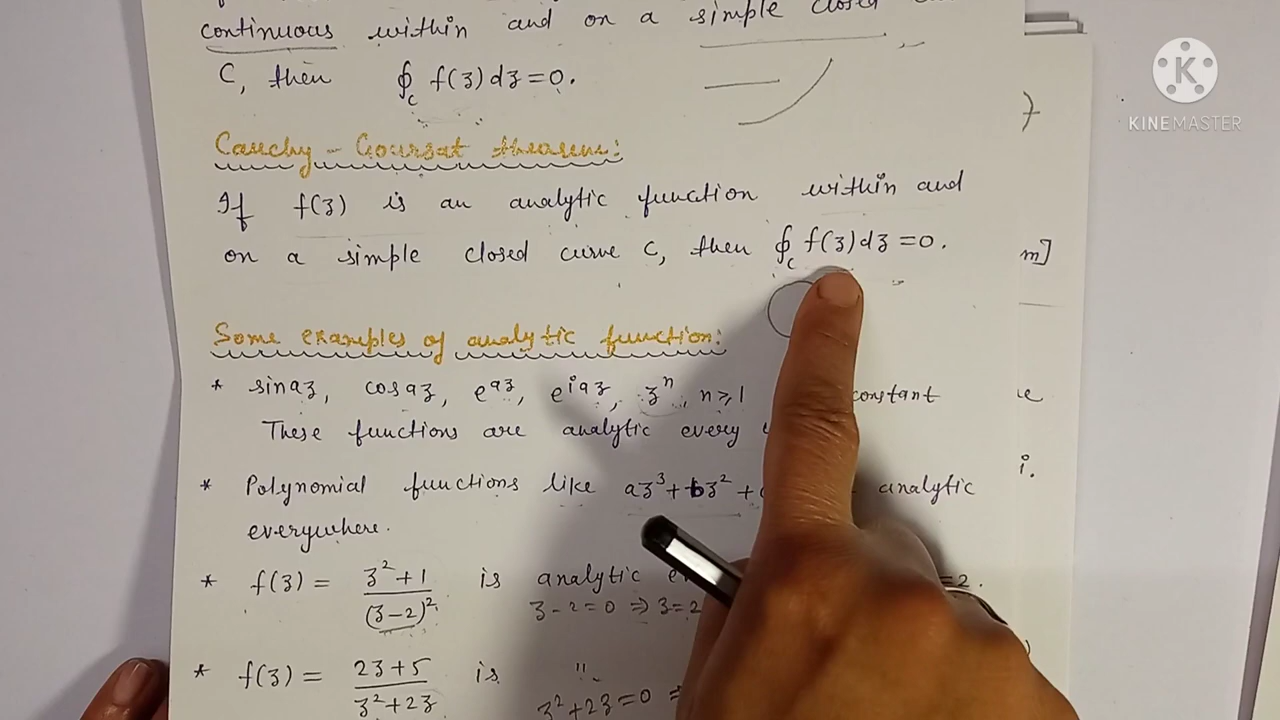 continuous within and on a simple closed
C, then ∮_C f(z) dz = 0.
Cauchy - Goursat theorem:
If f(z) is an analytic function within and
on a simple closed curve C, then ∮_C f(z) dz = 0.
m]
Some examples of analytic function:
* sin az, cos az, e^{az}, e^{iaz}, z^n, n ≥ 1 constant
These functions are analytic every
i.
* Polynomial functions like az³ + bz² + analytic
everywhere.
* f(z) = (z² + 1)/(z - 2)² is analytic = 2.
z - 2 = 0 ⇒ z = 2
* f(z) = (2z + 5)/(z² + 2z) is "
z² + 2z = 0 ⇒
KINEMASTER